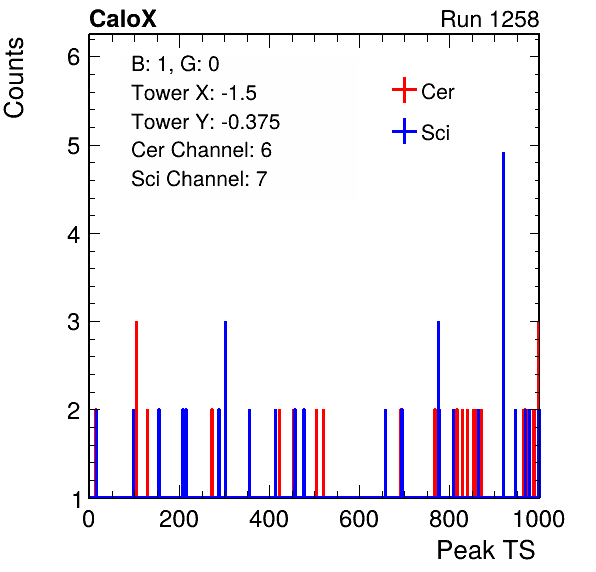 CaloX Run 1258
Counts
B: 1, G: 0
Tower X: -1.5
Tower Y: -0.375
Cer Channel: 6
Sci Channel: 7
Cer
Sci
6
5
4
3
2
1
0 200 400 600 800 1000
Peak TS